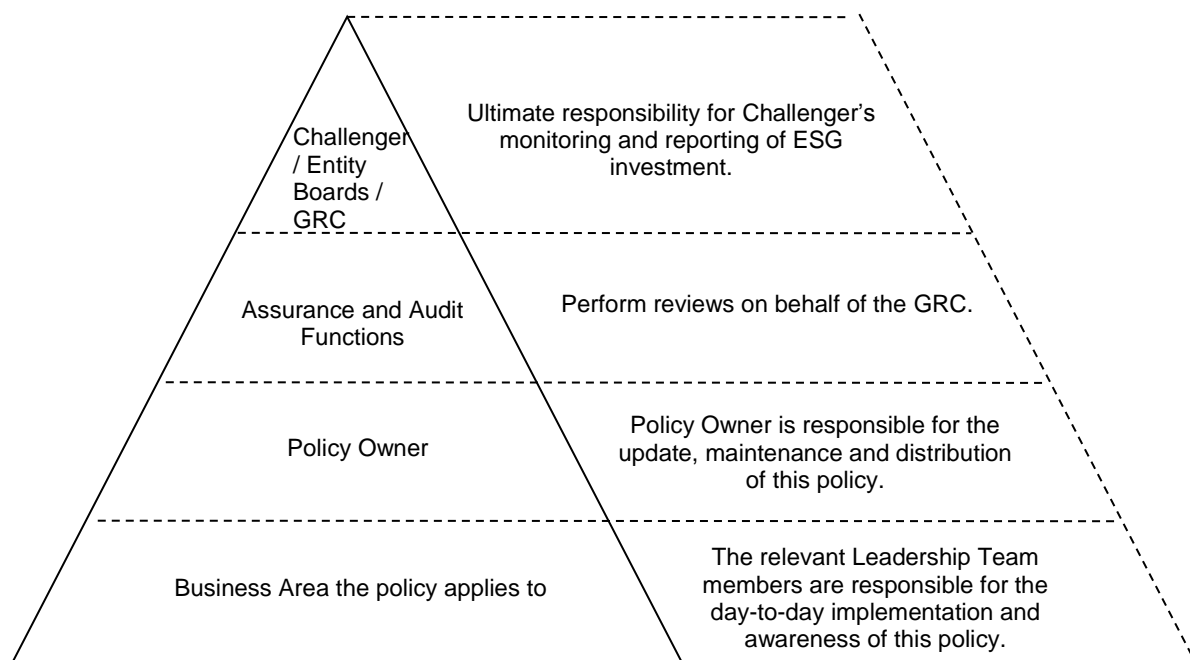 Challenger
/ Entity
Boards /
GRC
Ultimate responsibility for Challenger’s
monitoring and reporting of ESG
investment.
Assurance and Audit
Functions
Perform reviews on behalf of the GRC.
Policy Owner
Policy Owner is responsible for the
update, maintenance and distribution
of this policy.
Business Area the policy applies to
The relevant Leadership Team
members are responsible for the
day-to-day implementation and
awareness of this policy.